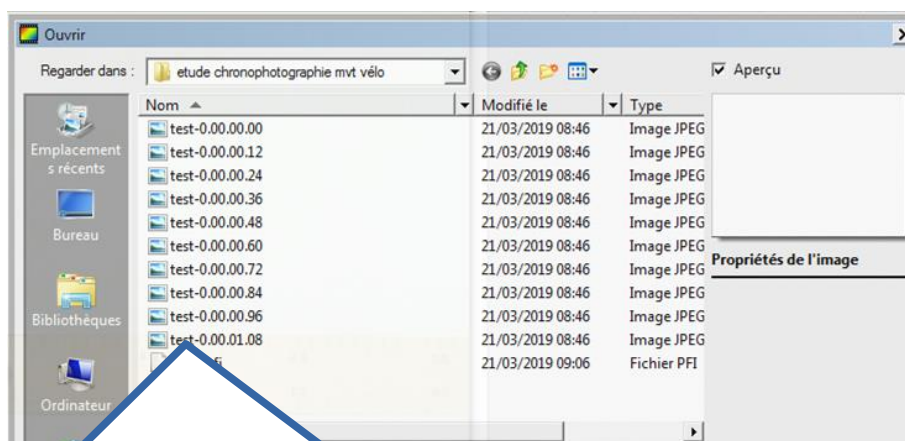 Ouvrir
Regarder dans : etude chronophotographie mvt vélo Aperçu
Nom Modifié le Type
test-0.00.00.00 21/03/2019 08:46 Image JPEG
test-0.00.00.12 21/03/2019 08:46 Image JPEG
test-0.00.00.24 21/03/2019 08:46 Image JPEG
test-0.00.00.36 21/03/2019 08:46 Image JPEG
test-0.00.00.48 21/03/2019 08:46 Image JPEG
test-0.00.00.60 21/03/2019 08:46 Image JPEG
test-0.00.00.72 21/03/2019 08:46 Image JPEG
test-0.00.00.84 21/03/2019 08:46 Image JPEG
test-0.00.00.96 21/03/2019 08:46 Image JPEG
test-0.00.01.08 21/03/2019 08:46 Image JPEG
21/03/2019 09:06 Fichier PFI
Emplacement
s récents
Bureau
Bibliothèques
Ordinateur
Propriétés de l'image